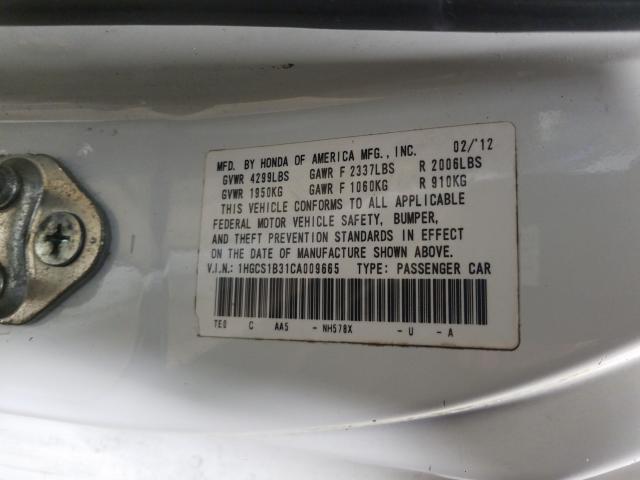 MFD. BY HONDA OF AMERICA MFG., INC. 02/'12
GVWR 4299LBS GAWR F 2337LBS R 2006LBS
GVWR 1950KG GAWR F 1060KG R 910KG
THIS VEHICLE CONFORMS TO ALL APPLICABLE
FEDERAL MOTOR VEHICLE SAFETY, BUMPER,
AND THEFT PREVENTION STANDARDS IN EFFECT
ON THE DATE OF MANUFACTURE SHOWN ABOVE.
V.I.N.: 1HGCS1B31CA009665 TYPE: PASSENGER CAR
TE0 C AA5 - NH578X - U - A